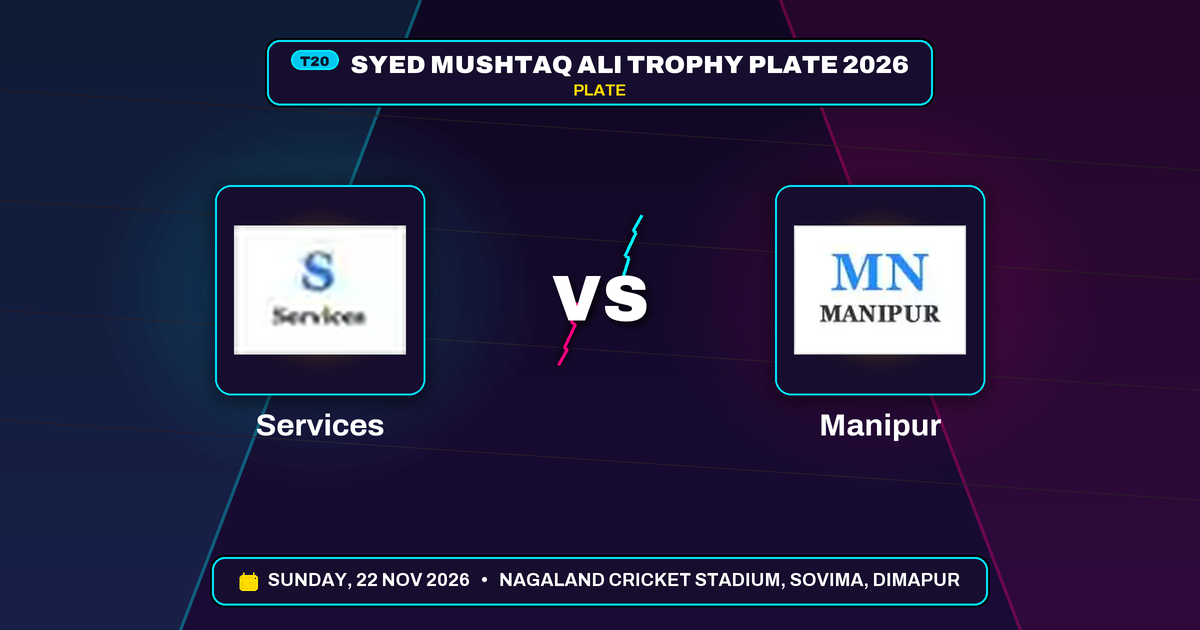 T20 SYED MUSHTAQ ALI TROPHY PLATE 2026
PLATE
S
Services
VS
MN
MANIPUR
Services
Manipur
SUNDAY, 22 NOV 2026 • NAGALAND CRICKET STADIUM, SOVIMA, DIMAPUR